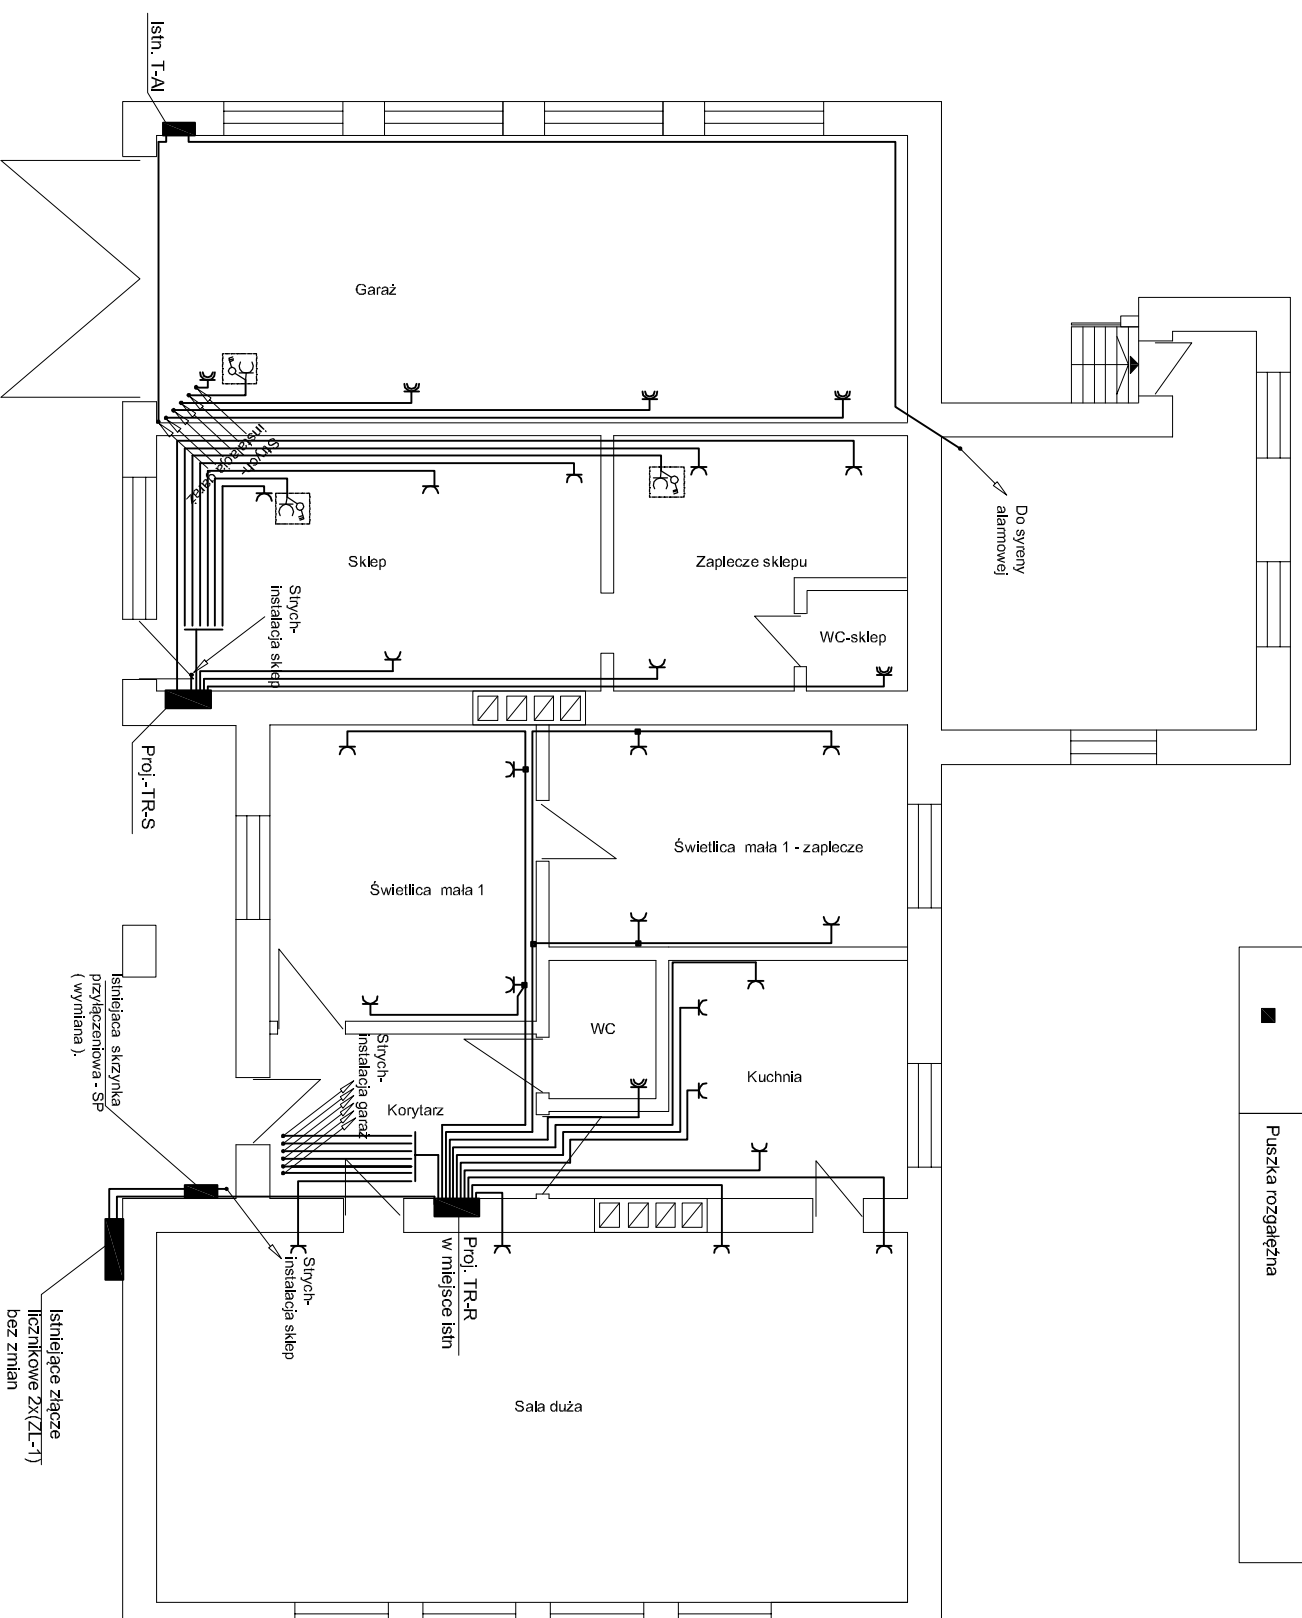 Istn. T-Al
Garaż
Strych-
instalacja garaż
Do syreny
alarmowej
Sklep
Zaplecze sklepu
Strych-
instalacja sklep
WC-sklep
Proj.-TR-S
Świetlica mała 1 - zaplecze
Świetlica mała 1
Istniejaca skrzynka
przyłączeniowa - SP
( wymiana ).
WC
Strych-
instalacja garaż
Kuchnia
Korytarz
Puszka rozgałęźna
Strych-
instalacja sklep
Proj. TR-R
w miejsce istn
Istniejące złącze
licznikowe 2x(ZL-1)
bez zmian
Sala duża